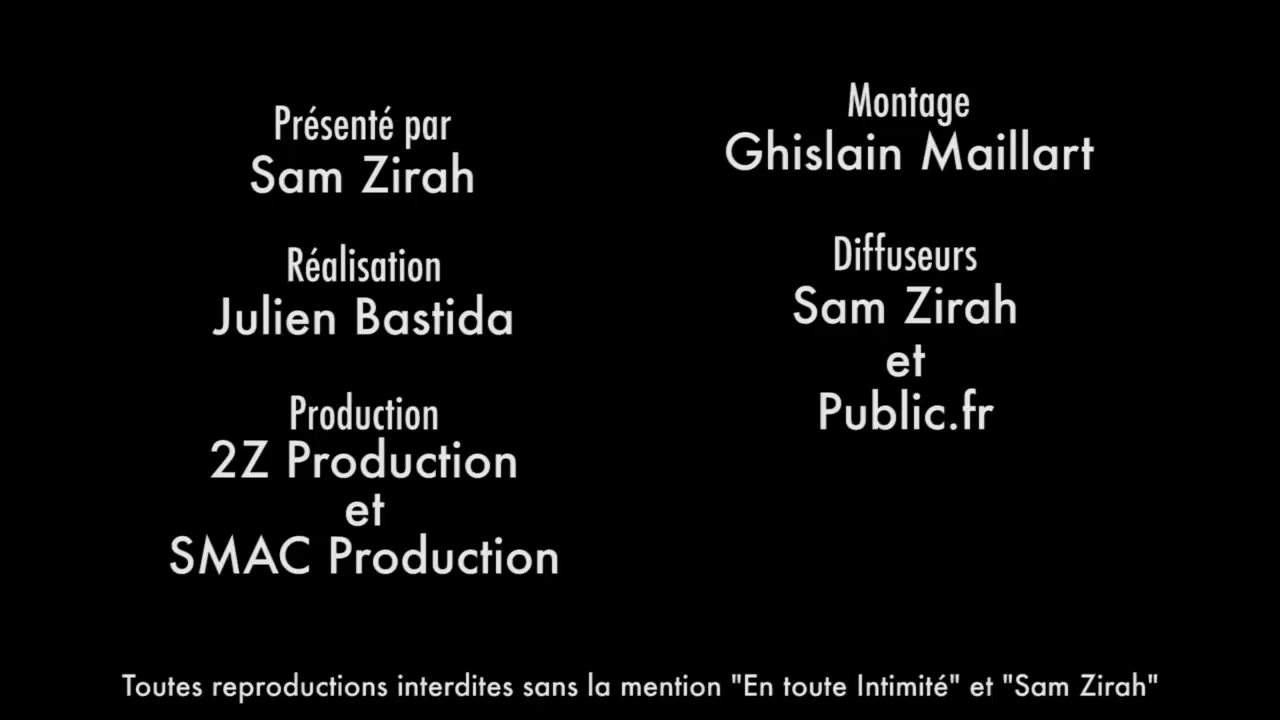 Présenté par
Sam Zirah
Réalisation
Julien Bastida
Production
2Z Production
et
SMAC Production
Montage
Ghislain Maillart
Diffuseurs
Sam Zirah
et
Public.fr
Toutes reproductions interdites sans la mention "En toute Intimité" et "Sam Zirah"